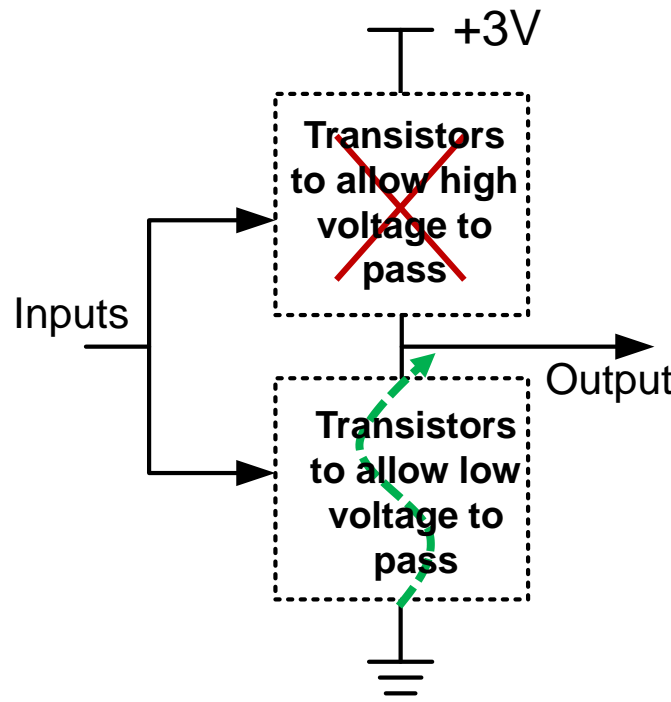 +3V
Transistors
to allow high
voltage to
pass
Inputs
Output
Transistors
to allow low
voltage to
pass